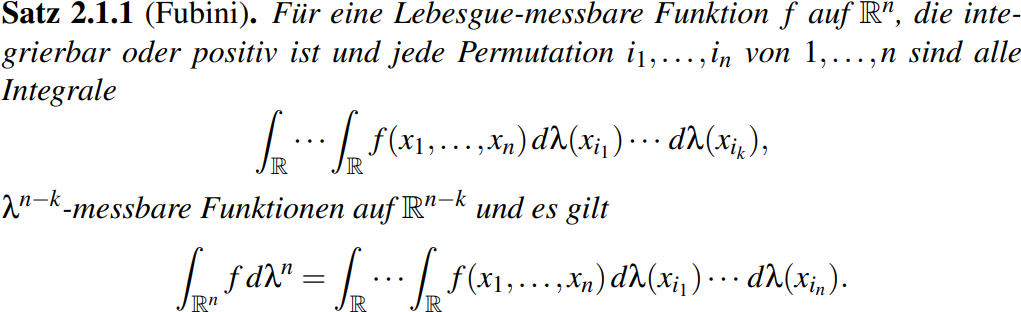 Satz 2.1.1 (Fubini). Für eine Lebesgue-messbare Funktion f auf ℝⁿ, die inte-
grierbar oder positiv ist und jede Permutation i₁,…,iₙ von 1,…,n sind alle
Integrale
∫_ℝ ⋯ ∫_ℝ f(x₁,…,xₙ) dλ(x_{i₁}) ⋯ dλ(x_{i_k}),
λⁿ⁻ᵏ-messbare Funktionen auf ℝⁿ⁻ᵏ und es gilt
∫_{ℝⁿ} f dλⁿ = ∫_ℝ ⋯ ∫_ℝ f(x₁,…,xₙ) dλ(x_{i₁}) ⋯ dλ(x_{iₙ}).